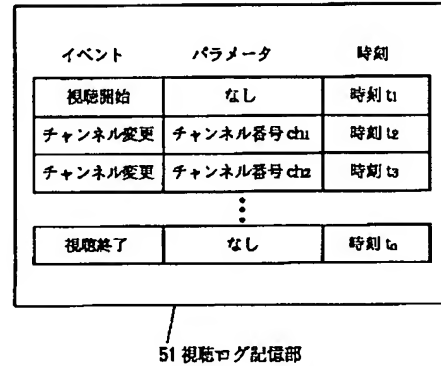 イベント パラメータ 時刻
視聴開始 なし 時刻 t1
チャンネル変更 チャンネル番号 ch1 時刻 t2
チャンネル変更 チャンネル番号 ch2 時刻 t3
視聴終了 なし 時刻 tn
51 視聴ログ記憶部